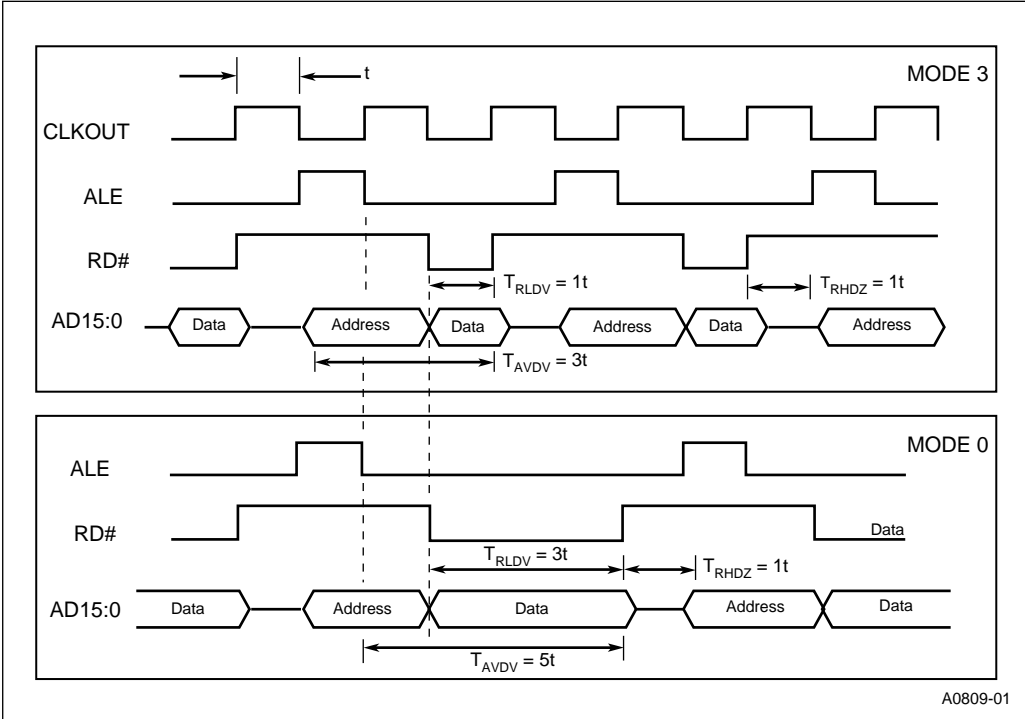 t
MODE 3
CLKOUT
ALE
RD#
T_RLDV = 1t
T_RHDZ = 1t
AD15:0
Data
Address
Data
Address
Data
Address
T_AVDV = 3t
MODE 0
ALE
RD#
Data
T_RLDV = 3t
T_RHDZ = 1t
AD15:0
Data
Address
Data
Address
Data
T_AVDV = 5t
A0809-01